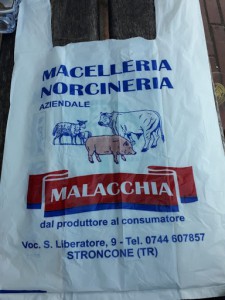 MACELLERIA
NORCINERIA
AZIENDALE
MALACCHIA
dal produttore al consumatore
Voc. S. Liberatore, 9 - Tel. 0744 607857
STRONCONE (TR)